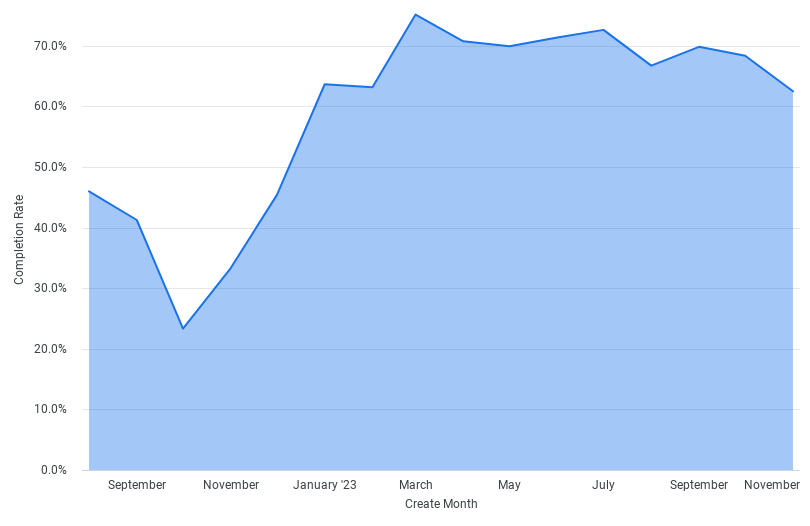 70.0%
60.0%
50.0%
40.0%
30.0%
20.0%
10.0%
0.0%
Completion Rate
September November January '23 March May July September November
Create Month